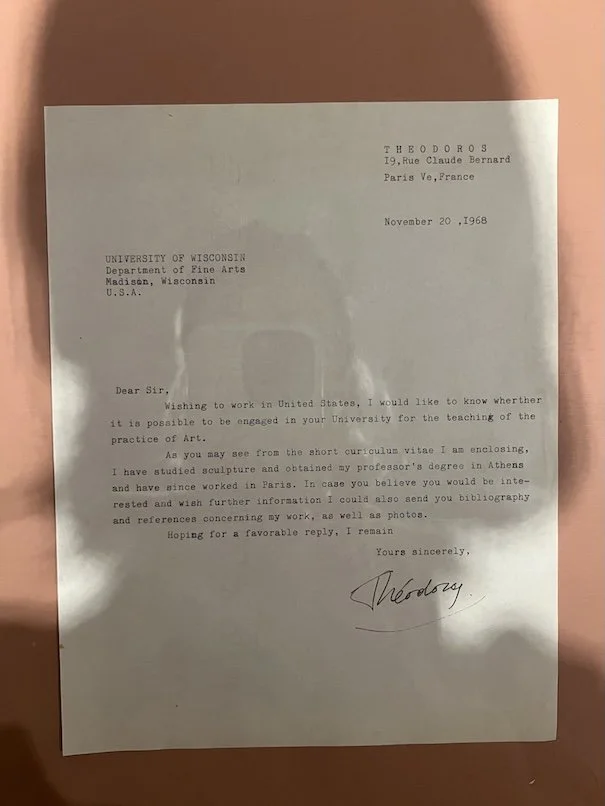 T H E O D O R O S
I9,Rue Claude Bernard
Paris Ve,France
November 20 ,I968
UNIVERSITY OF WISCONSIN
Department of Fine Arts
Madison, Wisconsin
U.S.A.
Dear Sir,
Wishing to work in United States, I would like to know wherther
it is possible to be engaged in your University for the teaching of the
practice of Art.
As you may see from the short curiculum vitae I am enclosing,
I have studied sculpture and obtained my professor's degree in Athens
and have since worked in Paris. In case you believe you would be inte-
rested and wish further information I could also send you bibliography
and references concerning my work, as well as photos.
Hoping for a favorable reply, I remain
Yours sincerely,
Théodoros